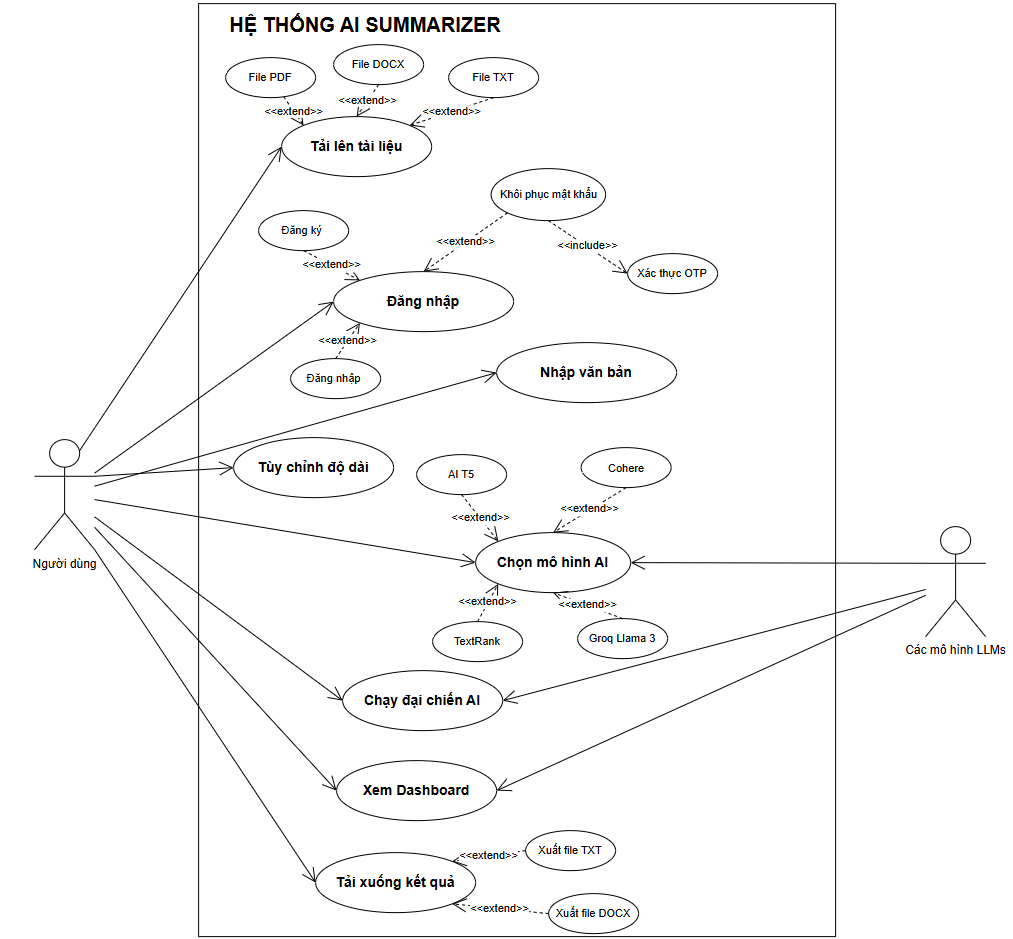 HỆ THỐNG AI SUMMARIZER
File PDF
File DOCX
File TXT
<<extend>>
<<extend>>
<<extend>>
Tải lên tài liệu
Khôi phục mật khẩu
Đăng ký
<<extend>>
<<include>>
<<extend>>
Xác thực OTP
Đăng nhập
<<extend>>
Đăng nhập
Nhập văn bản
Tùy chỉnh độ dài
AI T5
Cohere
<<extend>>
<<extend>>
Người dùng
Chọn mô hình AI
<<extend>>
<<extend>>
TextRank
Groq Llama 3
Các mô hình LLMs
Chạy đại chiến AI
Xem Dashboard
Xuất file TXT
<<extend>>
Tải xuống kết quả
<<extend>>
Xuất file DOCX